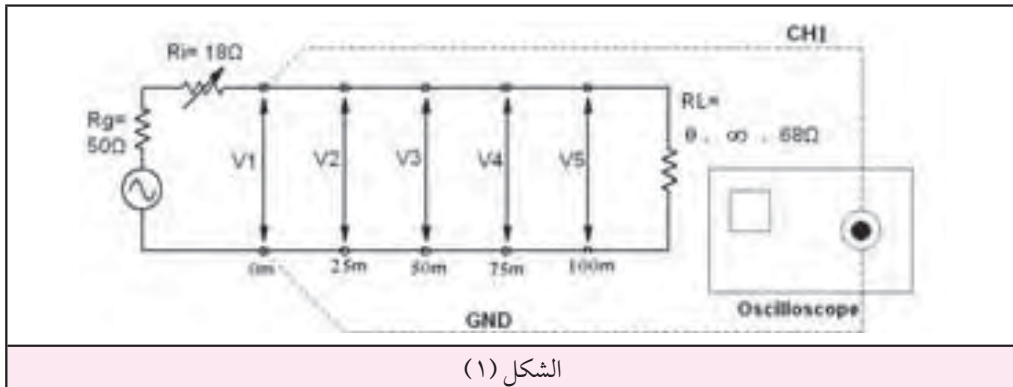 CH1
Ri= 18Ω
Rg=
50Ω
V1
V2
V3
V4
V5
RL=
0 . ∞ . 68Ω
0m
25m
50m
75m
100m
GND
Oscilloscope
الشكل (١)